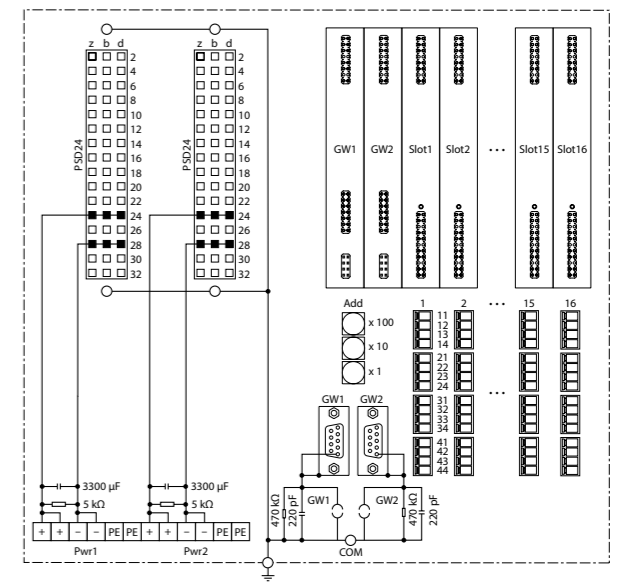 z b d
z b d
2
4
6
8
10
12
14
16
18
20
22
24
26
28
30
32
PSD24
2
4
6
8
10
12
14
16
18
20
22
24
26
28
30
32
PSD24
GW1 GW2 Slot1 Slot2 ... Slot15 Slot16
Add
x 100
x 10
x 1
1 2 ... 15 16
11
12
13
14
21
22
23
24
...
31
32
33
34
41
42
43
44
GW1 GW2
3300 µF
5 kΩ
3300 µF
5 kΩ
470 kΩ
220 pF
GW1
GW2
470 kΩ
220 pF
+ + – – PE PE + + – – PE PE
Pwr1 Pwr2
COM